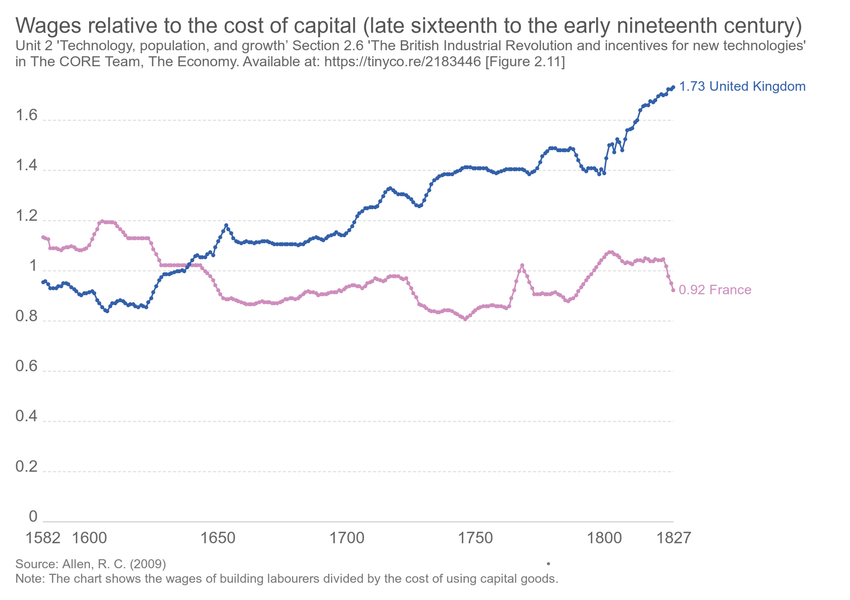 Wages relative to the cost of capital (late sixteenth to the early nineteenth century)
Unit 2 'Technology, population, and growth' Section 2.6 'The British Industrial Revolution and incentives for new technologies'
in The CORE Team, The Economy. Available at: https://tinyco.re/2183446 [Figure 2.11]
1.73 United Kingdom
1.6
1.4
1.2
1
0.92 France
0.8
0.6
0.4
0.2
0
1582 1600 1650 1700 1750 1800 1827
Source: Allen, R. C. (2009)
Note: The chart shows the wages of building labourers divided by the cost of using capital goods.